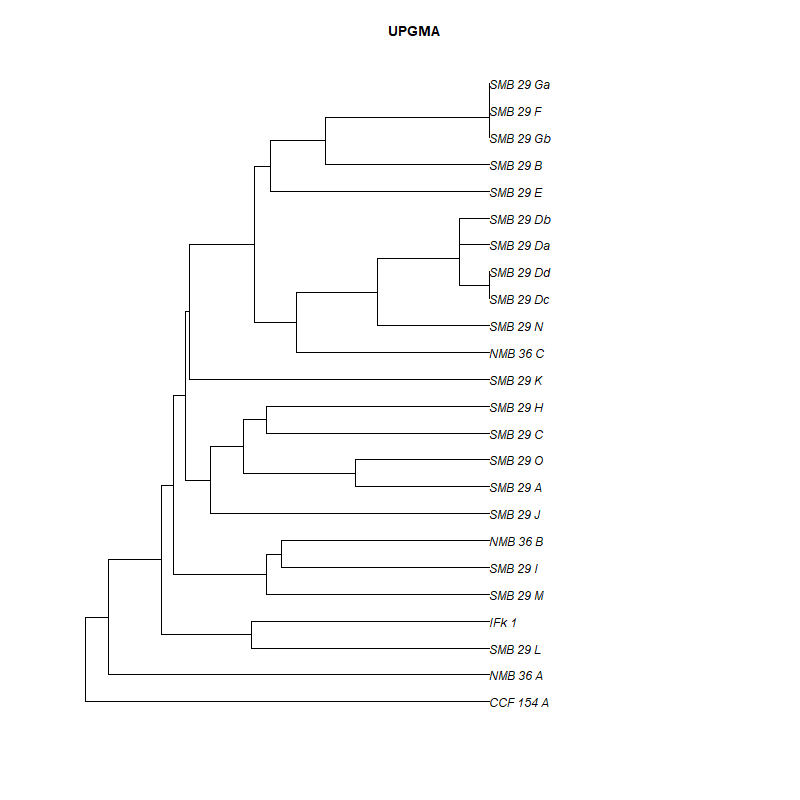 UPGMA
SMB 29 Ga
SMB 29 F
SMB 29 Gb
SMB 29 B
SMB 29 E
SMB 29 Db
SMB 29 Da
SMB 29 Dd
SMB 29 Dc
SMB 29 N
NMB 36 C
SMB 29 K
SMB 29 H
SMB 29 C
SMB 29 O
SMB 29 A
SMB 29 J
NMB 36 B
SMB 29 I
SMB 29 M
IFk 1
SMB 29 L
NMB 36 A
CCF 154 A